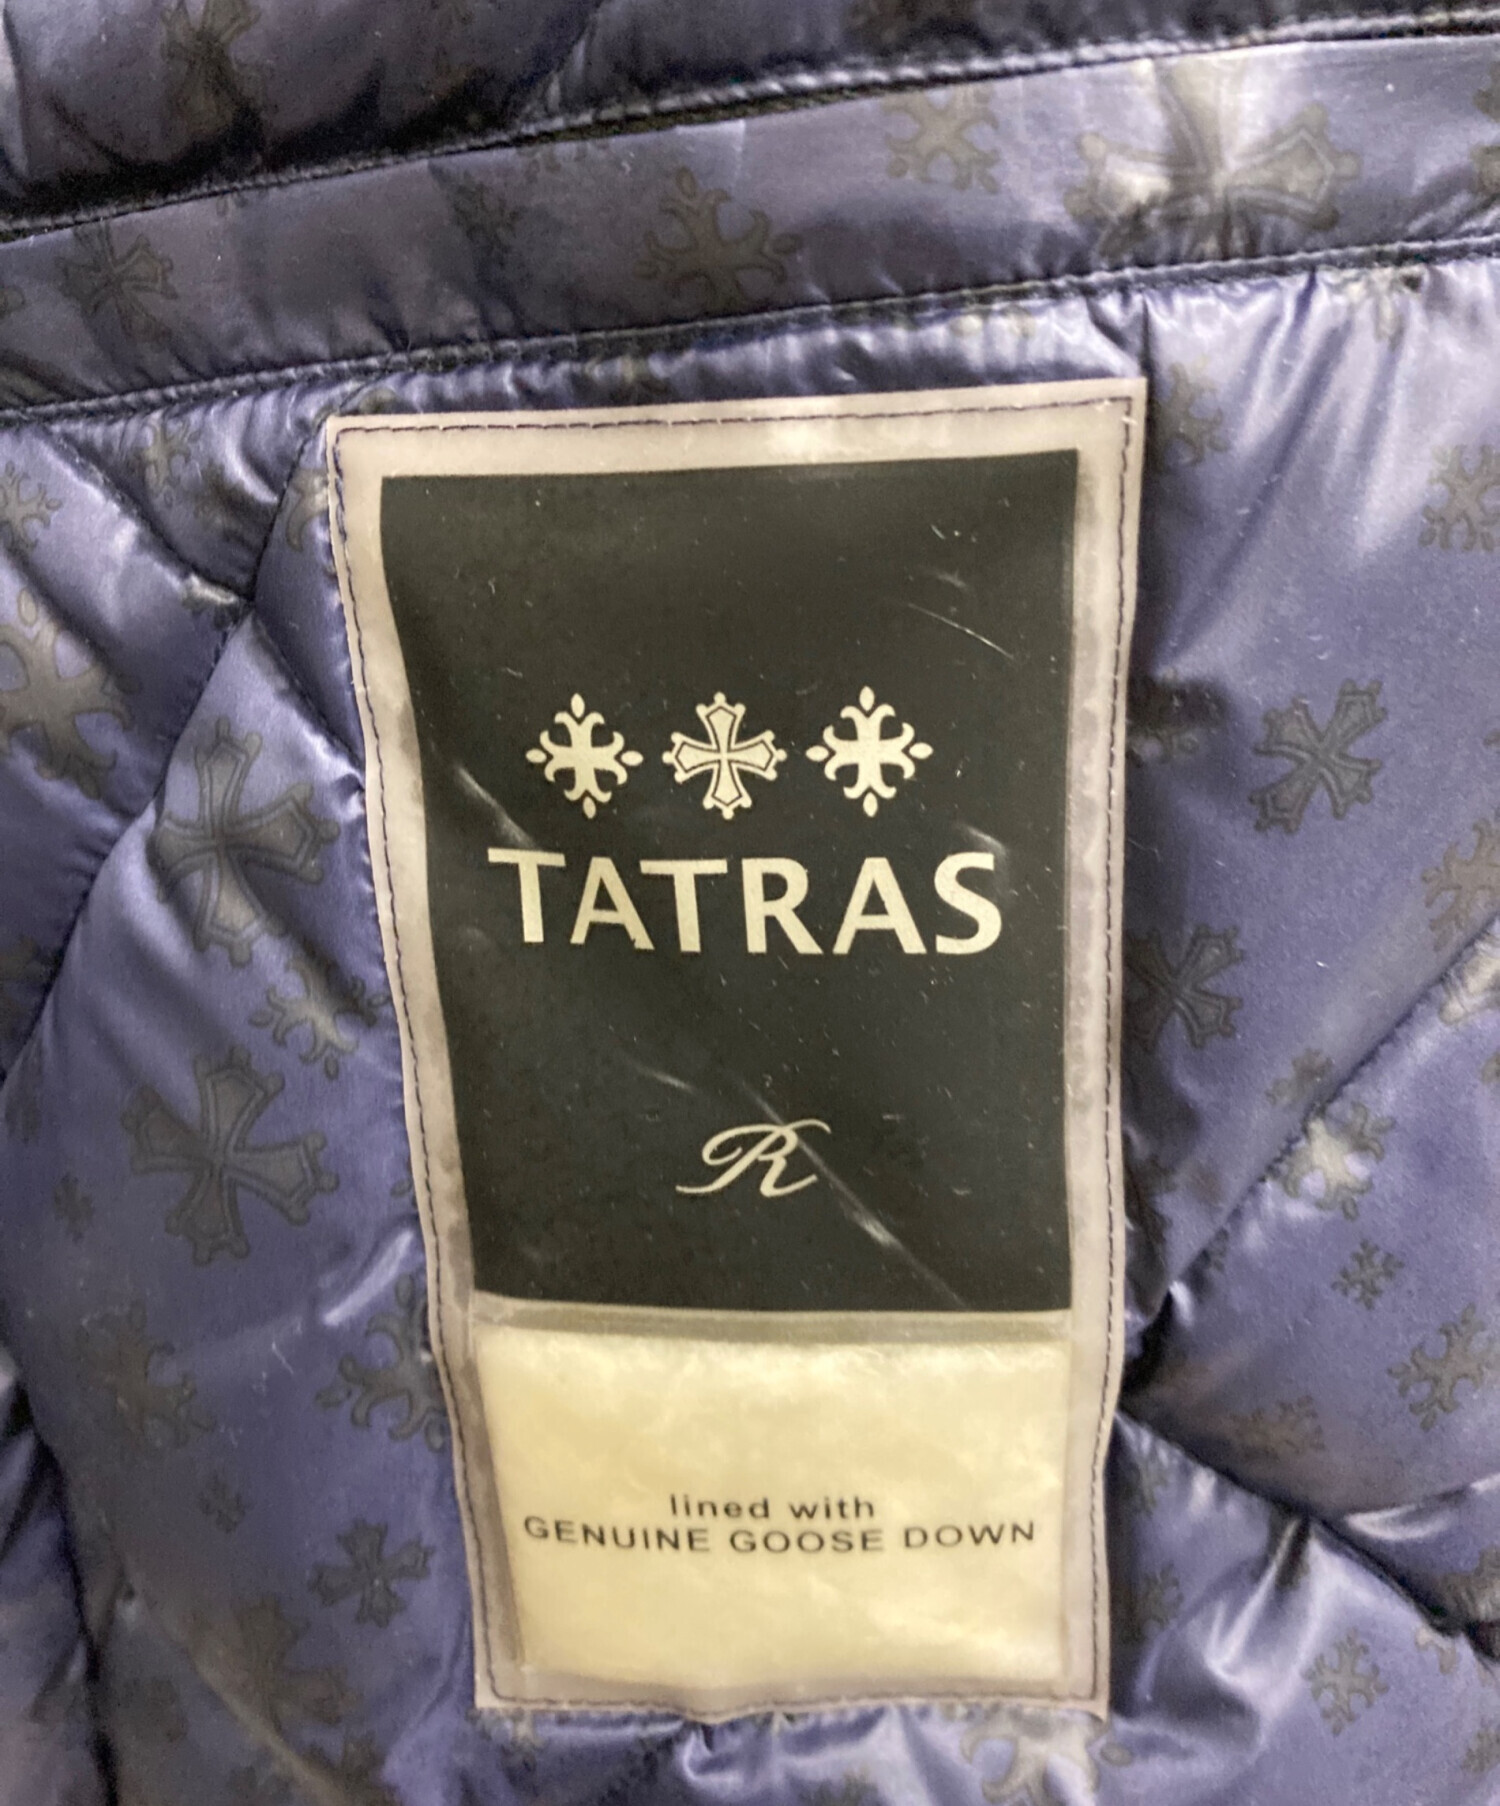 TATRAS
R
lined with
GENUINE GOOSE DOWN